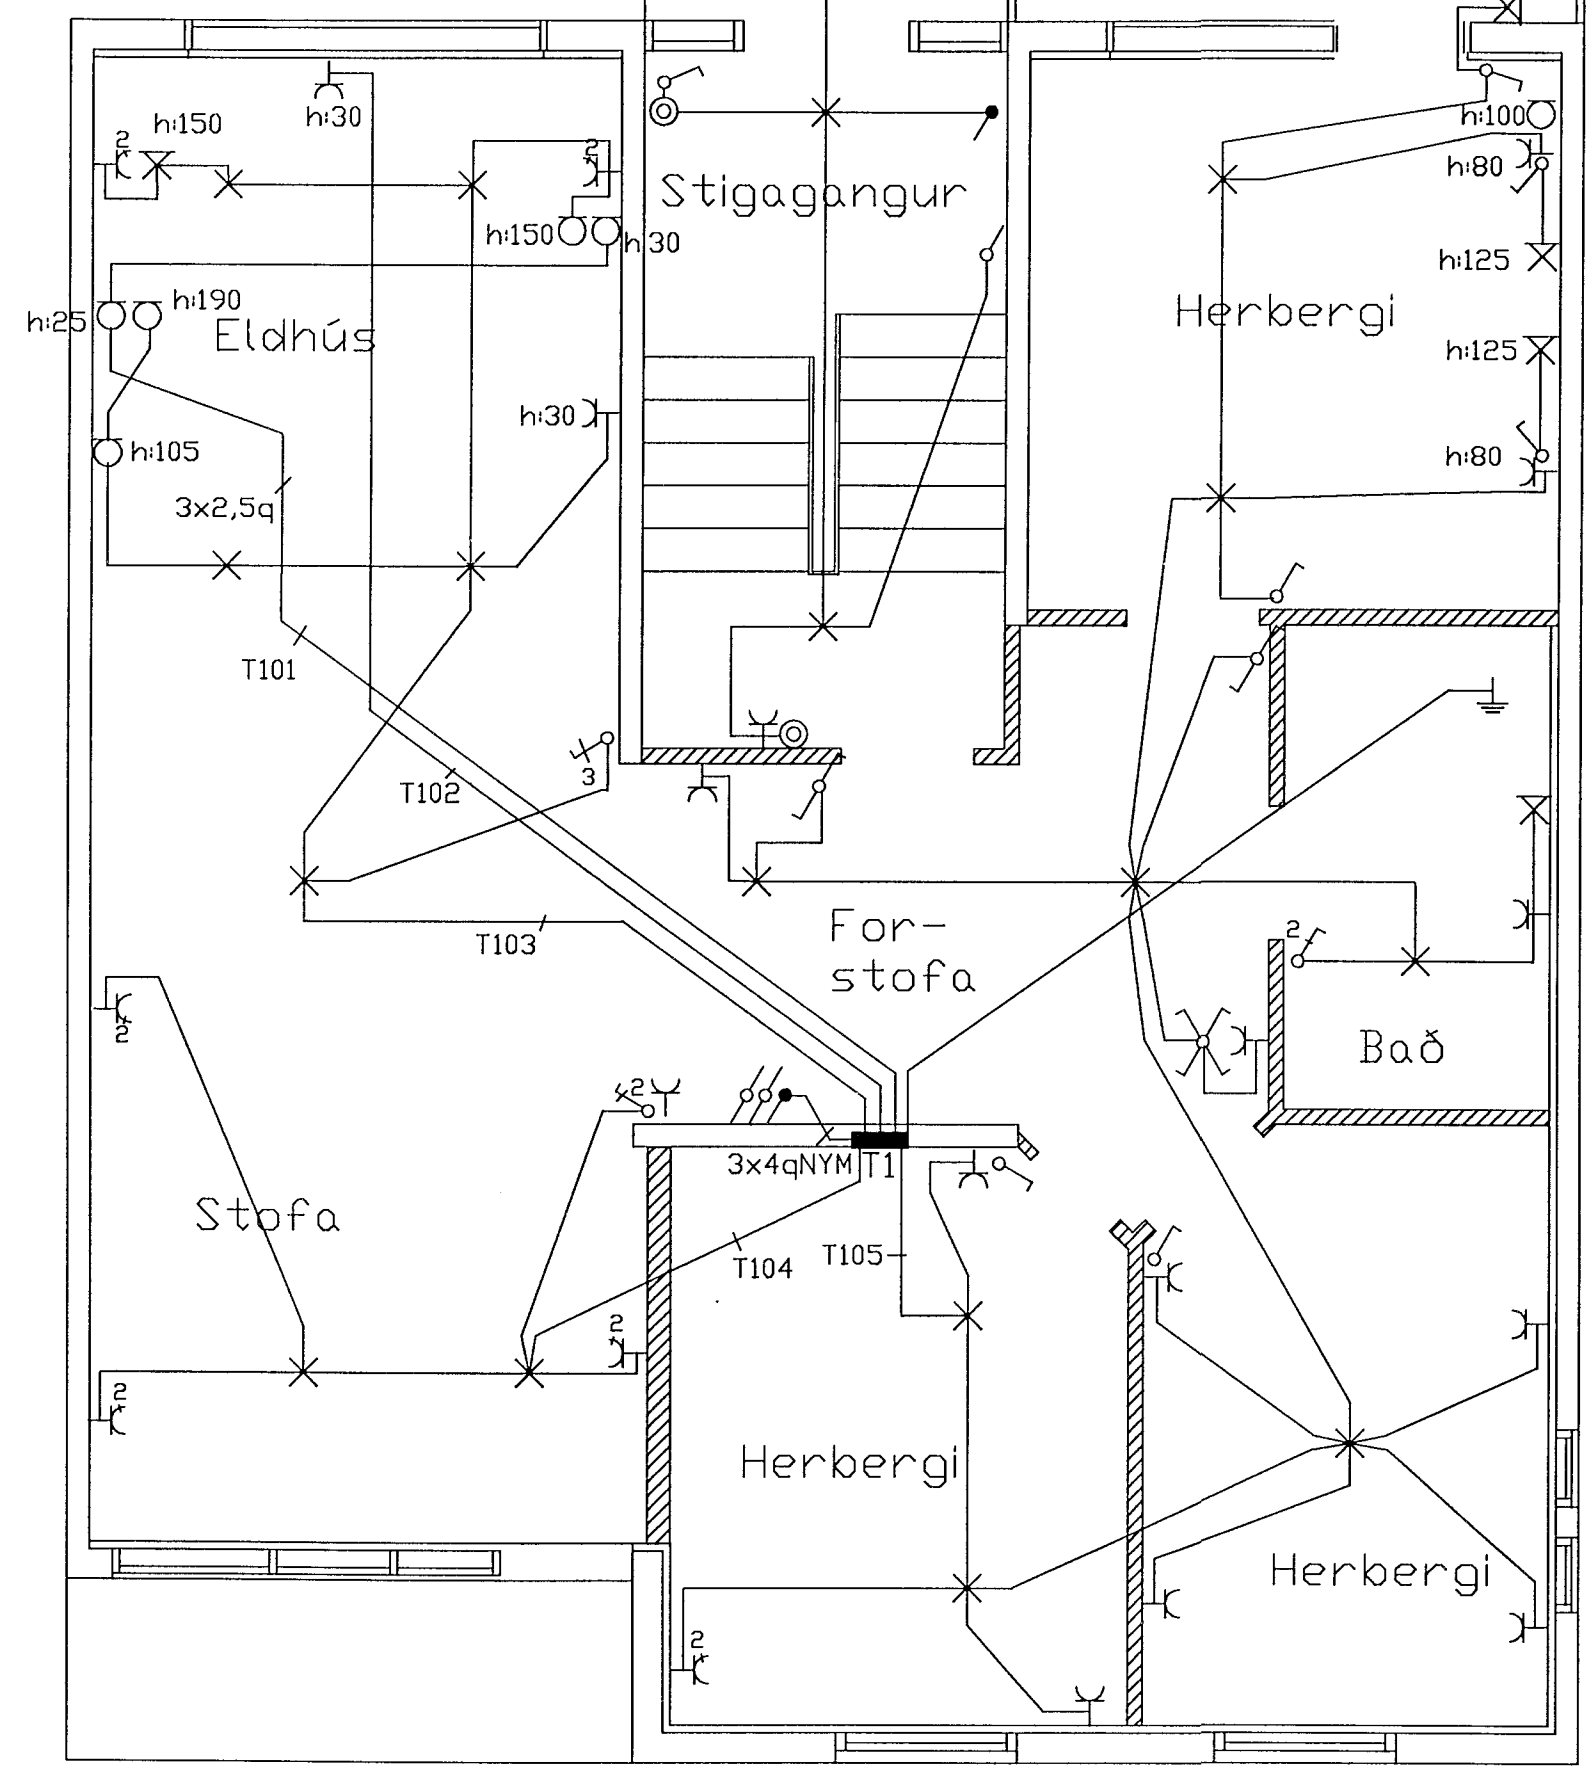 h:30
h:150
2
2
h:100
h:80
Stigagangur
h:150
h:30
h:125
h:190
h:25
Eldhús
Herbergi
h:125
h:30
h:105
h:80
3x2,5q
T101
3
T102
For-
stofa
T103
2
2
Bað
2
3x4qNYM
T1
Stofa
T104
T105
2
2
Herbergi
Herbergi
2